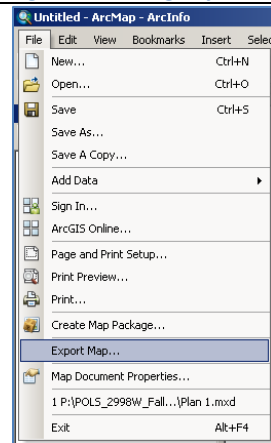 Untitled - ArcMap - ArcInfo
File Edit View Bookmarks Insert Selec
New... Ctrl+N
Open... Ctrl+O
Save Ctrl+S
Save As...
Save A Copy...
Add Data
Sign In...
ArcGIS Online...
Page and Print Setup...
Print Preview...
Print...
Create Map Package...
Export Map...
Map Document Properties...
1 P:\POLS_2998W_Fall...\Plan 1.mxd
Exit Alt+F4